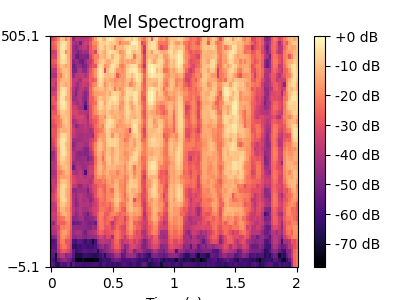 Mel Spectrogram
505.1
−5.1
0
0.5
1
1.5
2
+0 dB
-10 dB
-20 dB
-30 dB
-40 dB
-50 dB
-60 dB
-70 dB